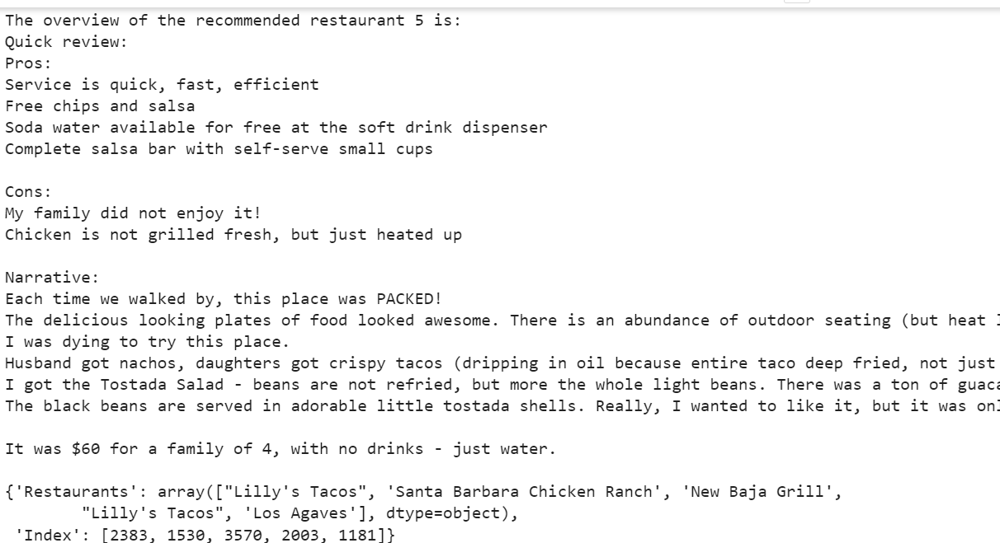 The overview of the recommended restaurant 5 is:
Quick review:
Pros:
Service is quick, fast, efficient
Free chips and salsa
Soda water available for free at the soft drink dispenser
Complete salsa bar with self-serve small cups
Cons:
My family did not enjoy it!
Chicken is not grilled fresh, but just heated up
Narrative:
Each time we walked by, this place was PACKED!
The delicious looking plates of food looked awesome. There is an abundance of outdoor seating (but heat
I was dying to try this place.
Husband got nachos, daughters got crispy tacos (dripping in oil because entire taco deep fried, not just
I got the Tostada Salad - beans are not refried, but more the whole light beans. There was a ton of
The black beans are served in adorable little tostada shells. Really, I wanted to like it, but it was
It was $60 for a family of 4, with no drinks - just water.
{'Restaurants': array(["Lilly's Tacos", 'Santa Barbara Chicken Ranch', 'New Baja Grill',
"Lilly's Tacos", 'Los Agaves'], dtype=object),
'Index': [2383, 1530, 3570, 2003, 1181]}